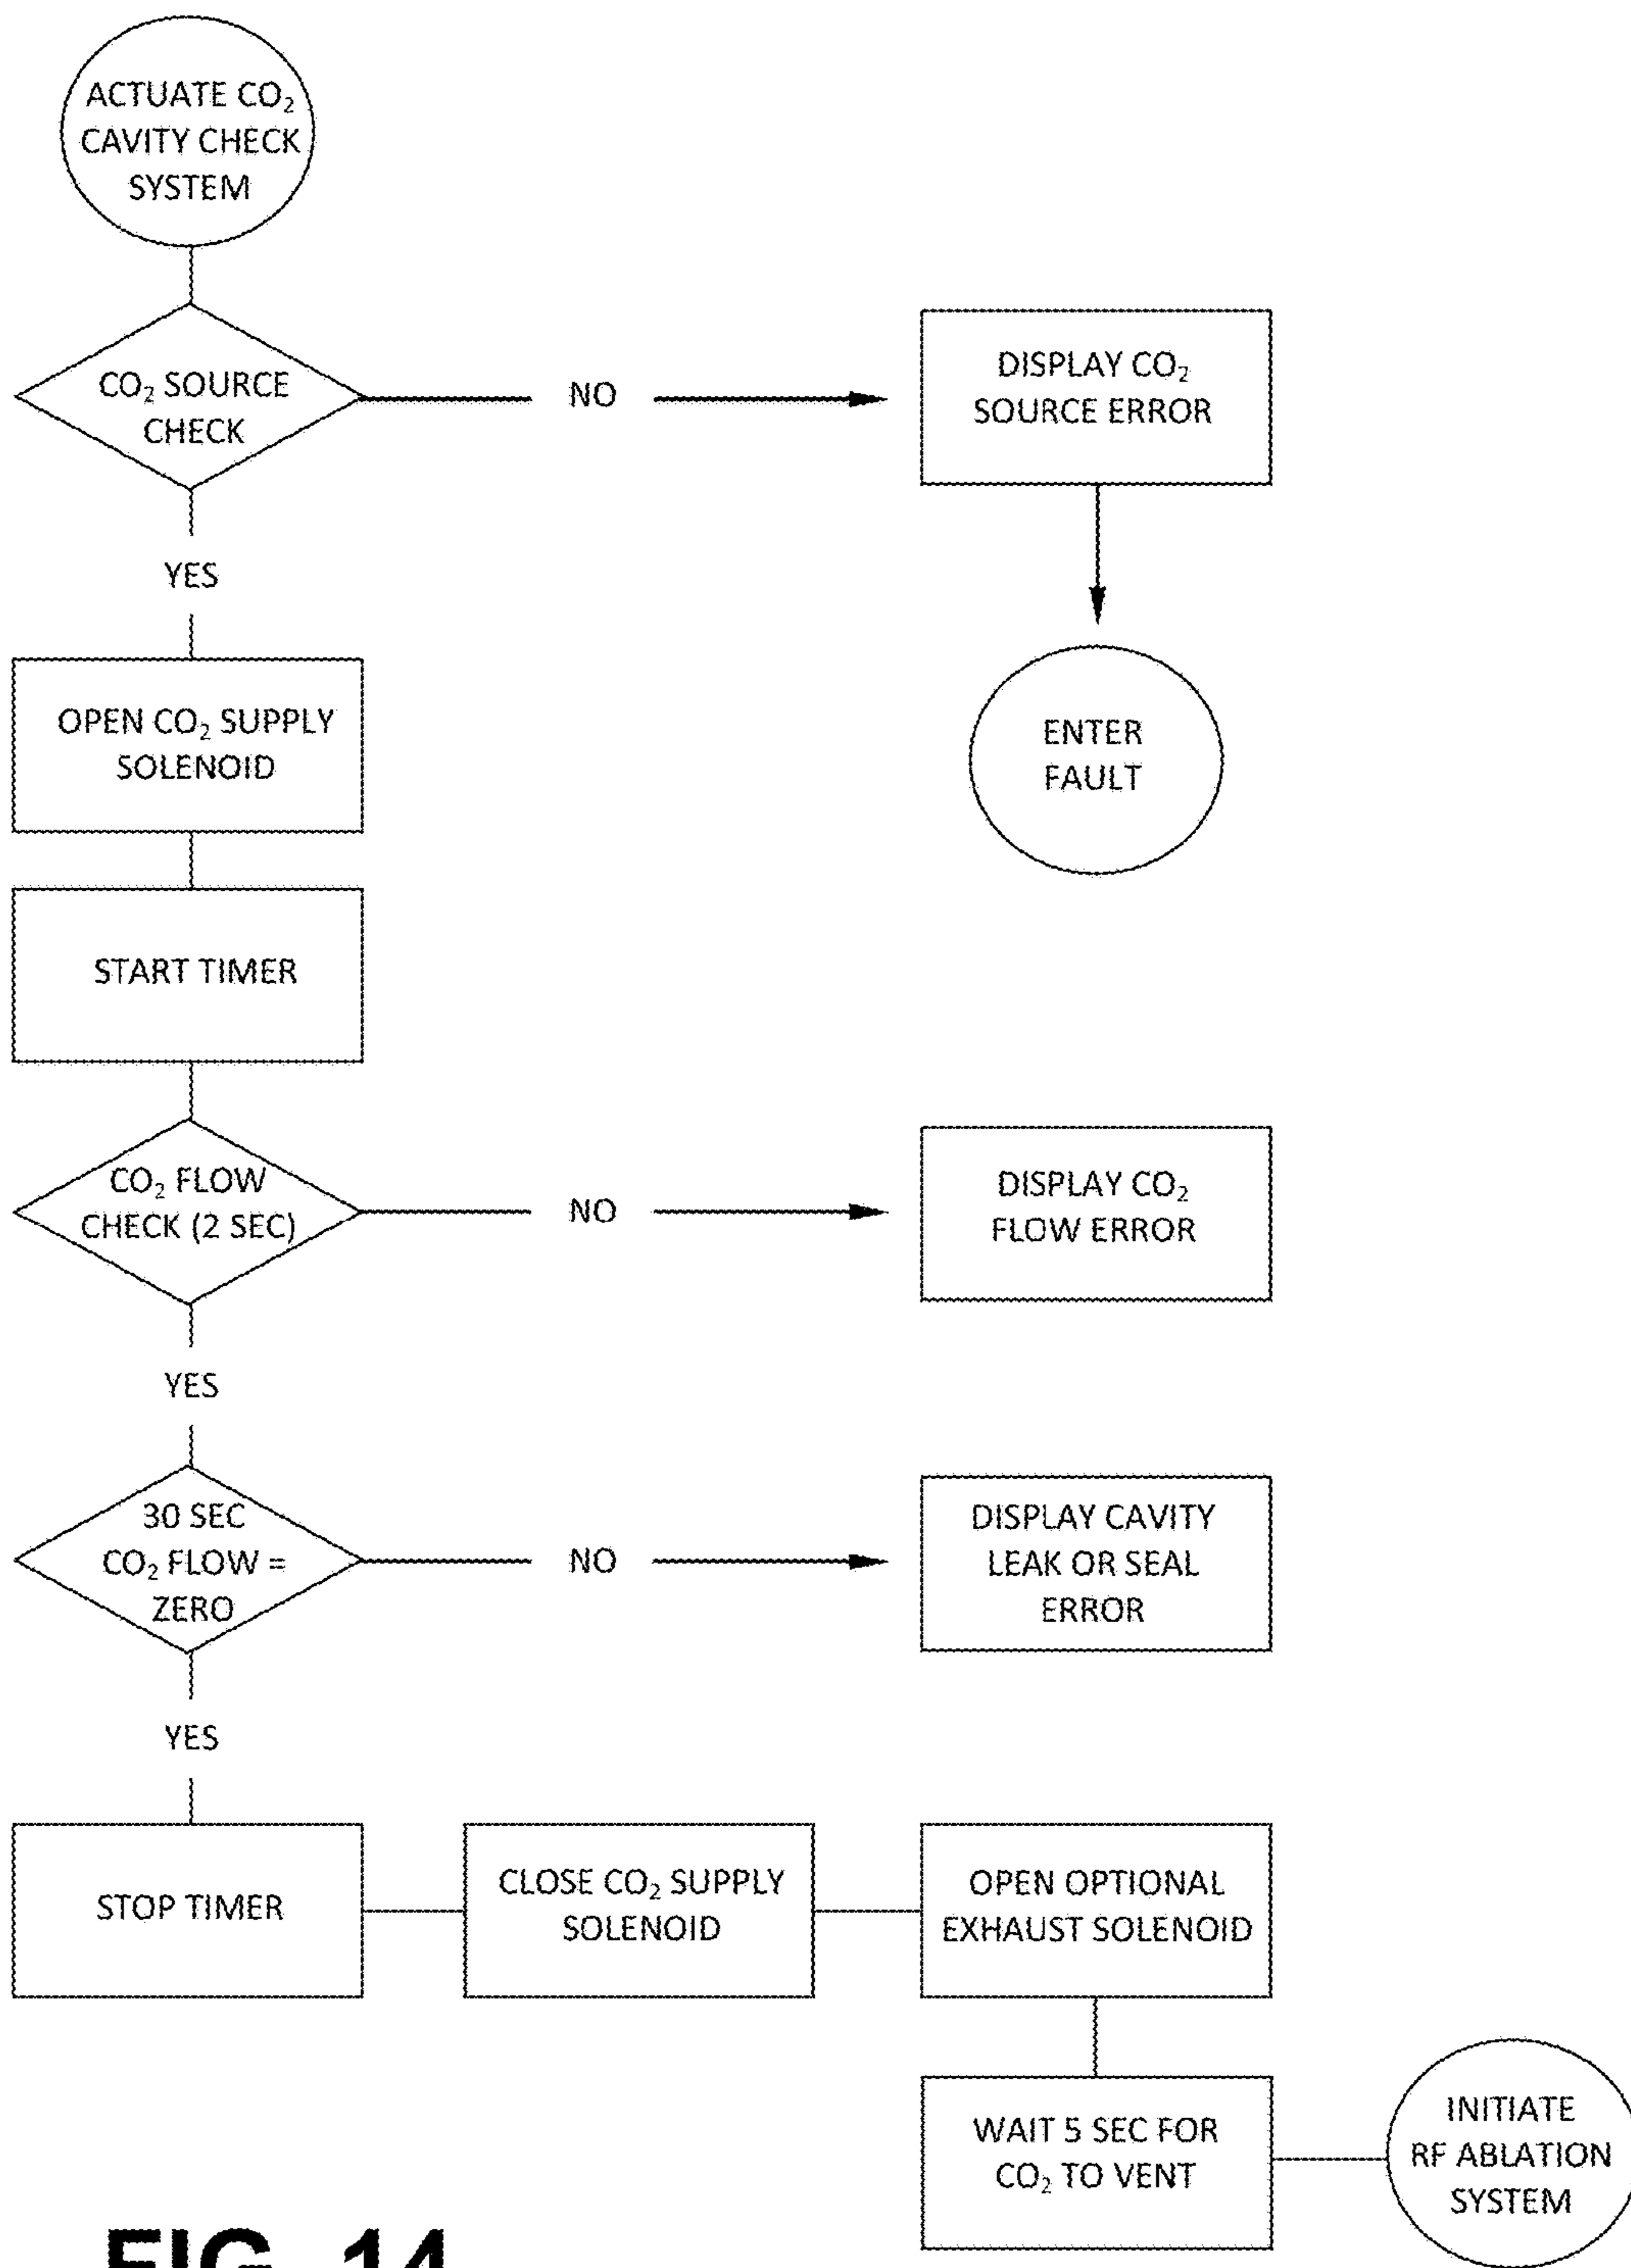 ACTUATE CO₂
CAVITY CHECK
SYSTEM
CO₂ SOURCE
CHECK
NO
DISPLAY CO₂
SOURCE ERROR
YES
ENTER
FAULT
OPEN CO₂ SUPPLY
SOLENOID
START TIMER
CO₂ FLOW
CHECK (2 SEC)
NO
DISPLAY CO₂
FLOW ERROR
YES
30 SEC
CO₂ FLOW =
ZERO
NO
DISPLAY CAVITY
LEAK OR SEAL
ERROR
YES
STOP TIMER
CLOSE CO₂ SUPPLY
SOLENOID
OPEN OPTIONAL
EXHAUST SOLENOID
WAIT 5 SEC FOR
CO₂ TO VENT
INITIATE
RF ABLATION
SYSTEM
FIG. 14